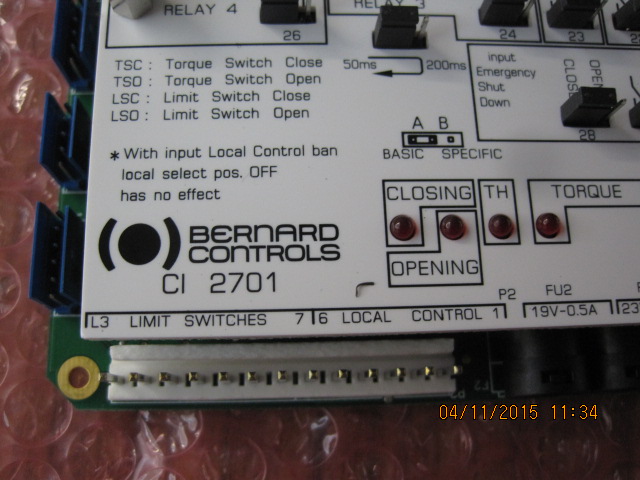 RELAY 4
RELAY 3
26
24
23
TSC : Torque Switch Close
TSO : Torque Switch Open
LSC : Limit Switch Close
LSO : Limit Switch Open
50ms 200ms
input
Emergency
Shut
Down
CLOSE
OPEN
28
A B
BASIC SPECIFIC
* With input Local Control ban
local select pos. OFF
has no effect
CLOSING
TH
TORQUE
OPENING
BERNARD
CONTROLS
CI 2701
P2
FU2
L3 LIMIT SWITCHES 7 6 LOCAL CONTROL 1
19V-0.5A
04/11/2015 11:34